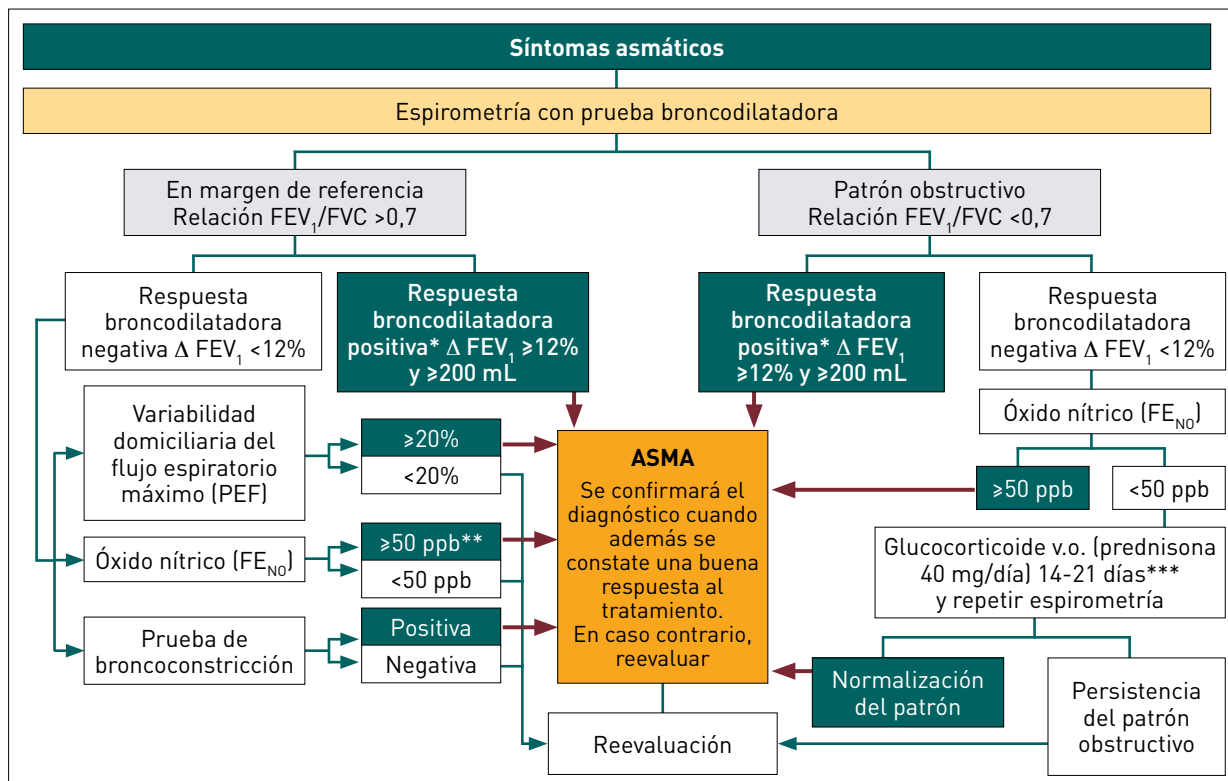 Síntomas asmáticos
Espirometría con prueba broncodilatadora
En margen de referencia
Relación FEV₁/FVC >0,7
Patrón obstructivo
Relación FEV₁/FVC <0,7
Respuesta
broncodilatadora
negativa Δ FEV₁ <12%
Respuesta
broncodilatadora
positiva* Δ FEV₁ ≥12%
y ≥200 mL
Respuesta
broncodilatadora
positiva* Δ FEV₁
≥12% y ≥200 mL
Respuesta
broncodilatadora
negativa Δ FEV₁ <12%
Variabilidad
domiciliaria del
flujo espiratorio
máximo (PEF)
≥20%
<20%
Óxido nítrico (FE_NO)
≥50 ppb**
<50 ppb
Prueba de
broncoconstricción
Positiva
Negativa
ASMA
Se confirmará el
diagnóstico cuando
además se
constate una buena
respuesta al
tratamiento.
En caso contrario,
reevaluar
Óxido nítrico (FE_NO)
≥50 ppb
<50 ppb
Glucocorticoide v.o. (prednisona
40 mg/día) 14-21 días***
y repetir espirometría
Normalización
del patrón
Persistencia
del patrón
obstructivo
Reevaluación